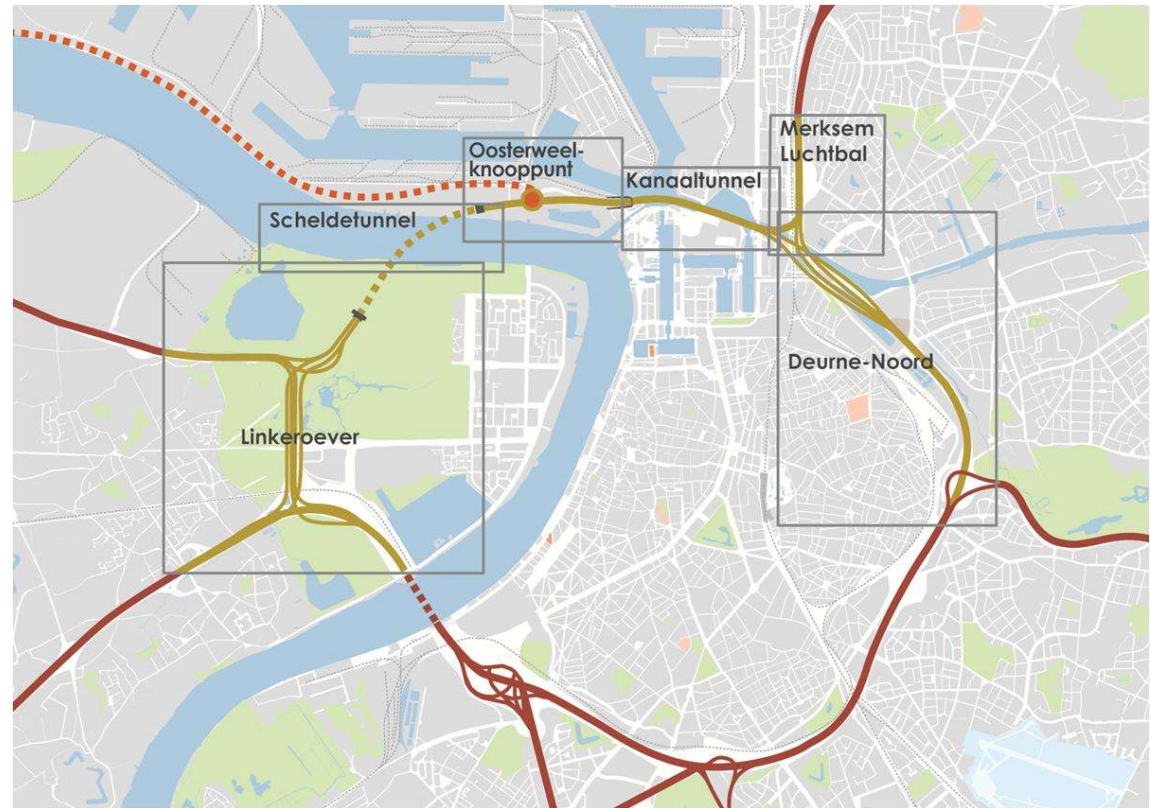 Oosterweel-
knooppunt
Merksem
Luchtbal
Kanaaltunnel
Scheldetunnel
Deurne-Noord
Linkeroever